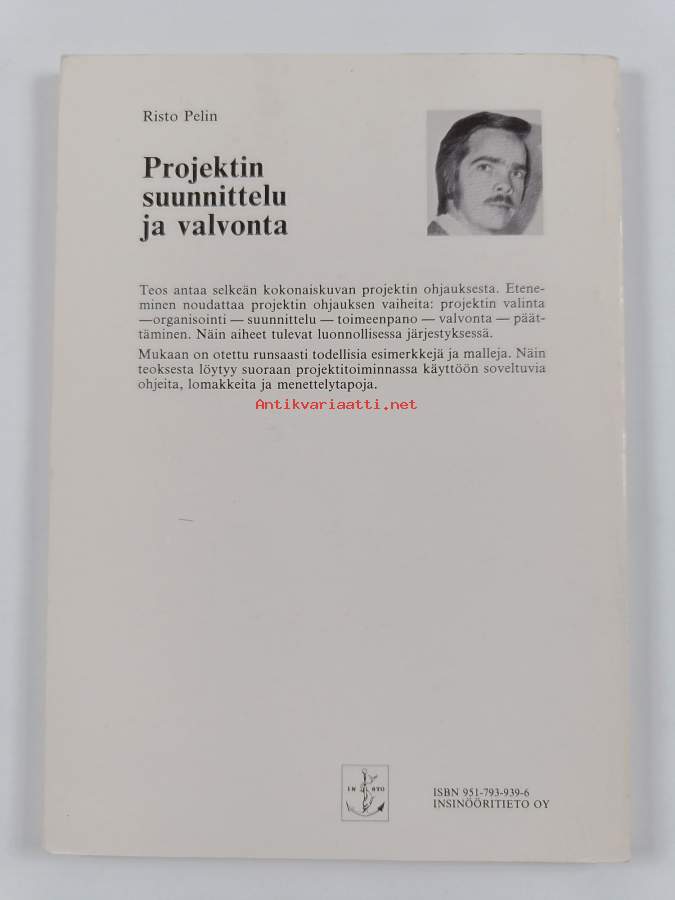 Risto Pelin
Projektin
suunnittelu
ja valvonta
Teos antaa selkeän kokonaiskuvan projektin ohjauksesta. Etene-
minen noudattaa projektin ohjauksen vaiheita: projektin valinta
—organisointi — suunnittelu — toimeenpano — valvonta — päät-
täminen. Näin aiheet tulevat luonnollisessa järjestyksessä.
Mukaan on otettu runsaasti todellisia esimerkkejä ja malleja. Näin
teoksesta löytyy suoraan projektitoiminnassa käyttöön soveltuvia
ohjeita, lomakkeita ja menettelytapoja.
Antikvariaatti.net
IN STO
ISBN 951-793-939-6
INSINÖÖRITIETO OY